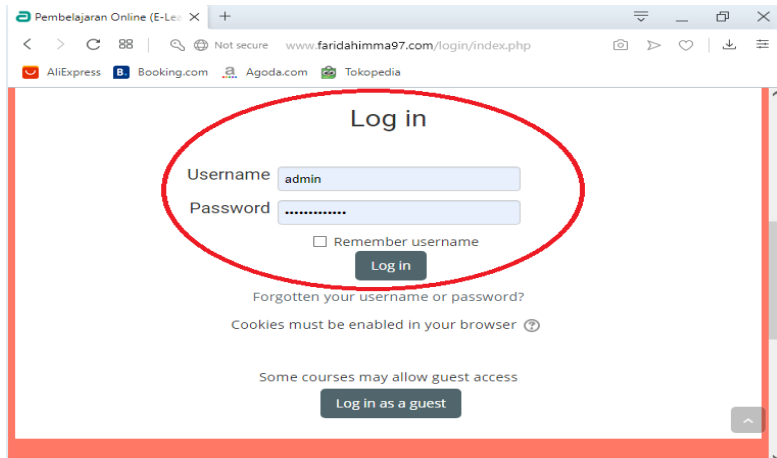 Pembelajaran Online (E-Lea
Not secure www.faridahimma97.com/login/index.php
AliExpress B. Booking.com a Agoda.com Tokopedia
Log in
Username admin
Password •••••••••••••
Remember username
Log in
Forgotten your username or password?
Cookies must be enabled in your browser
Some courses may allow guest access
Log in as a guest